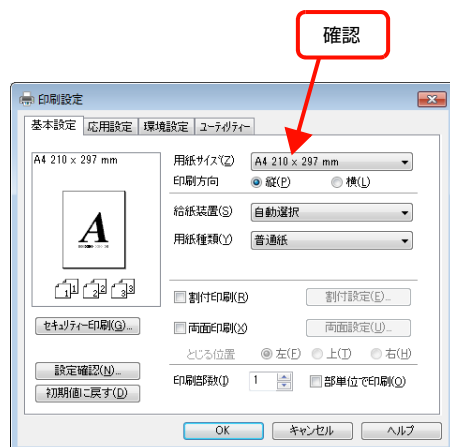 確認
印刷設定
基本設定 応用設定 環境設定 ユーティリティー
A4 210 x 297 mm
用紙サイズ(Z) A4 210 x 297 mm
印刷方向 縦(P) 横(L)
給紙装置(S) 自動選択
用紙種類(Y) 普通紙
A
1 1 2 2 3 3
割付印刷(R) 割付設定(E)...
セキュリティー印刷(G)... 両面印刷(X) 両面設定(U)...
とじる位置 左(F) 上(T) 右(H)
設定確認(N)...
印刷部数(I) 1 部単位で印刷(O)
初期値に戻す(D)
OK キャンセル ヘルプ